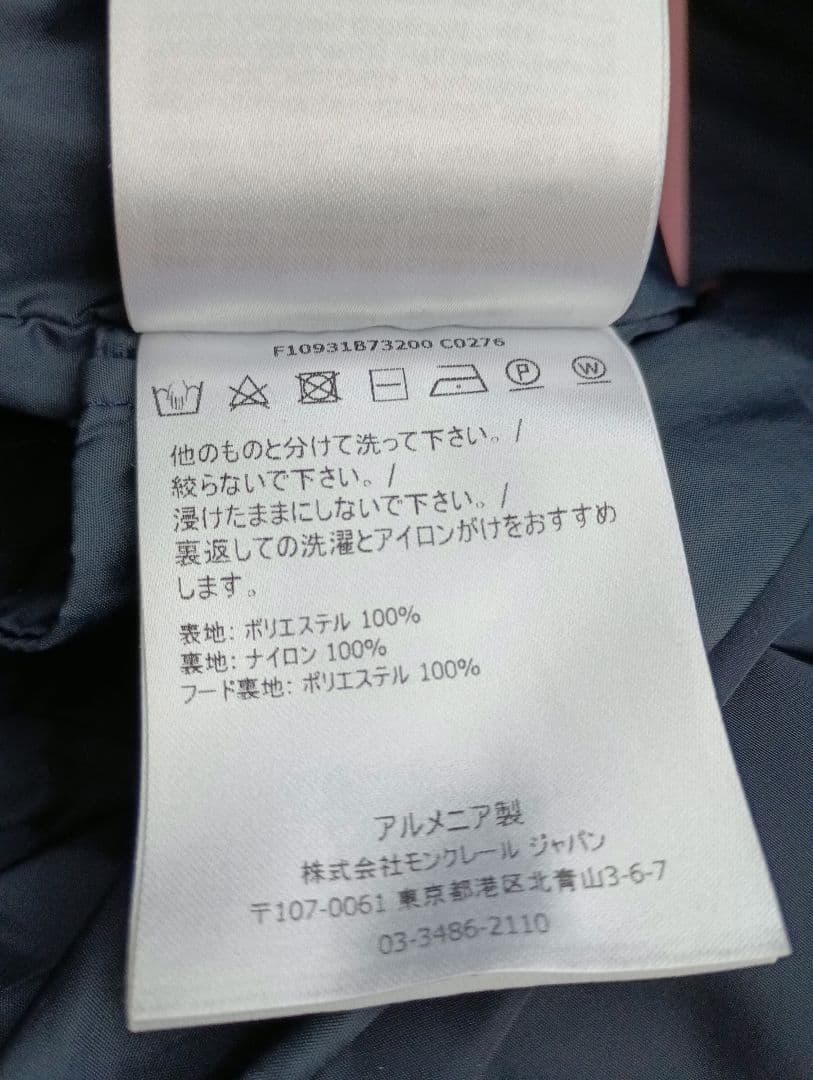 F10931B73200 C0276
P W
他のものと分けて洗って下さい。/
絞らないで下さい。/
浸けたままにしないで下さい。/
裏返しての洗濯とアイロンがけをおすすめ
します。
表地: ポリエステル 100%
裏地: ナイロン 100%
フード裏地: ポリエステル 100%
アルメニア製
株式会社モンクレール ジャパン
〒107-0061 東京都港区北青山3-6-7
03-3486-2110